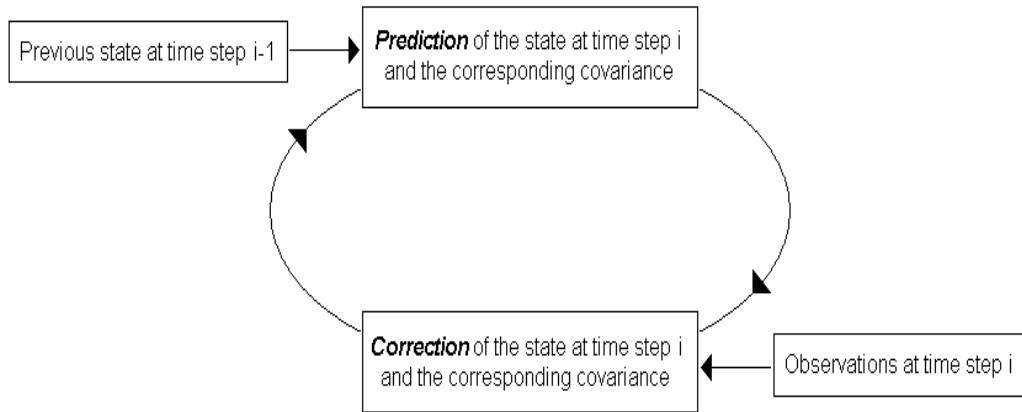 Previous state at time step i-1
Prediction of the state at time step i
and the corresponding covariance
Correction of the state at time step i
and the corresponding covariance
Observations at time step i